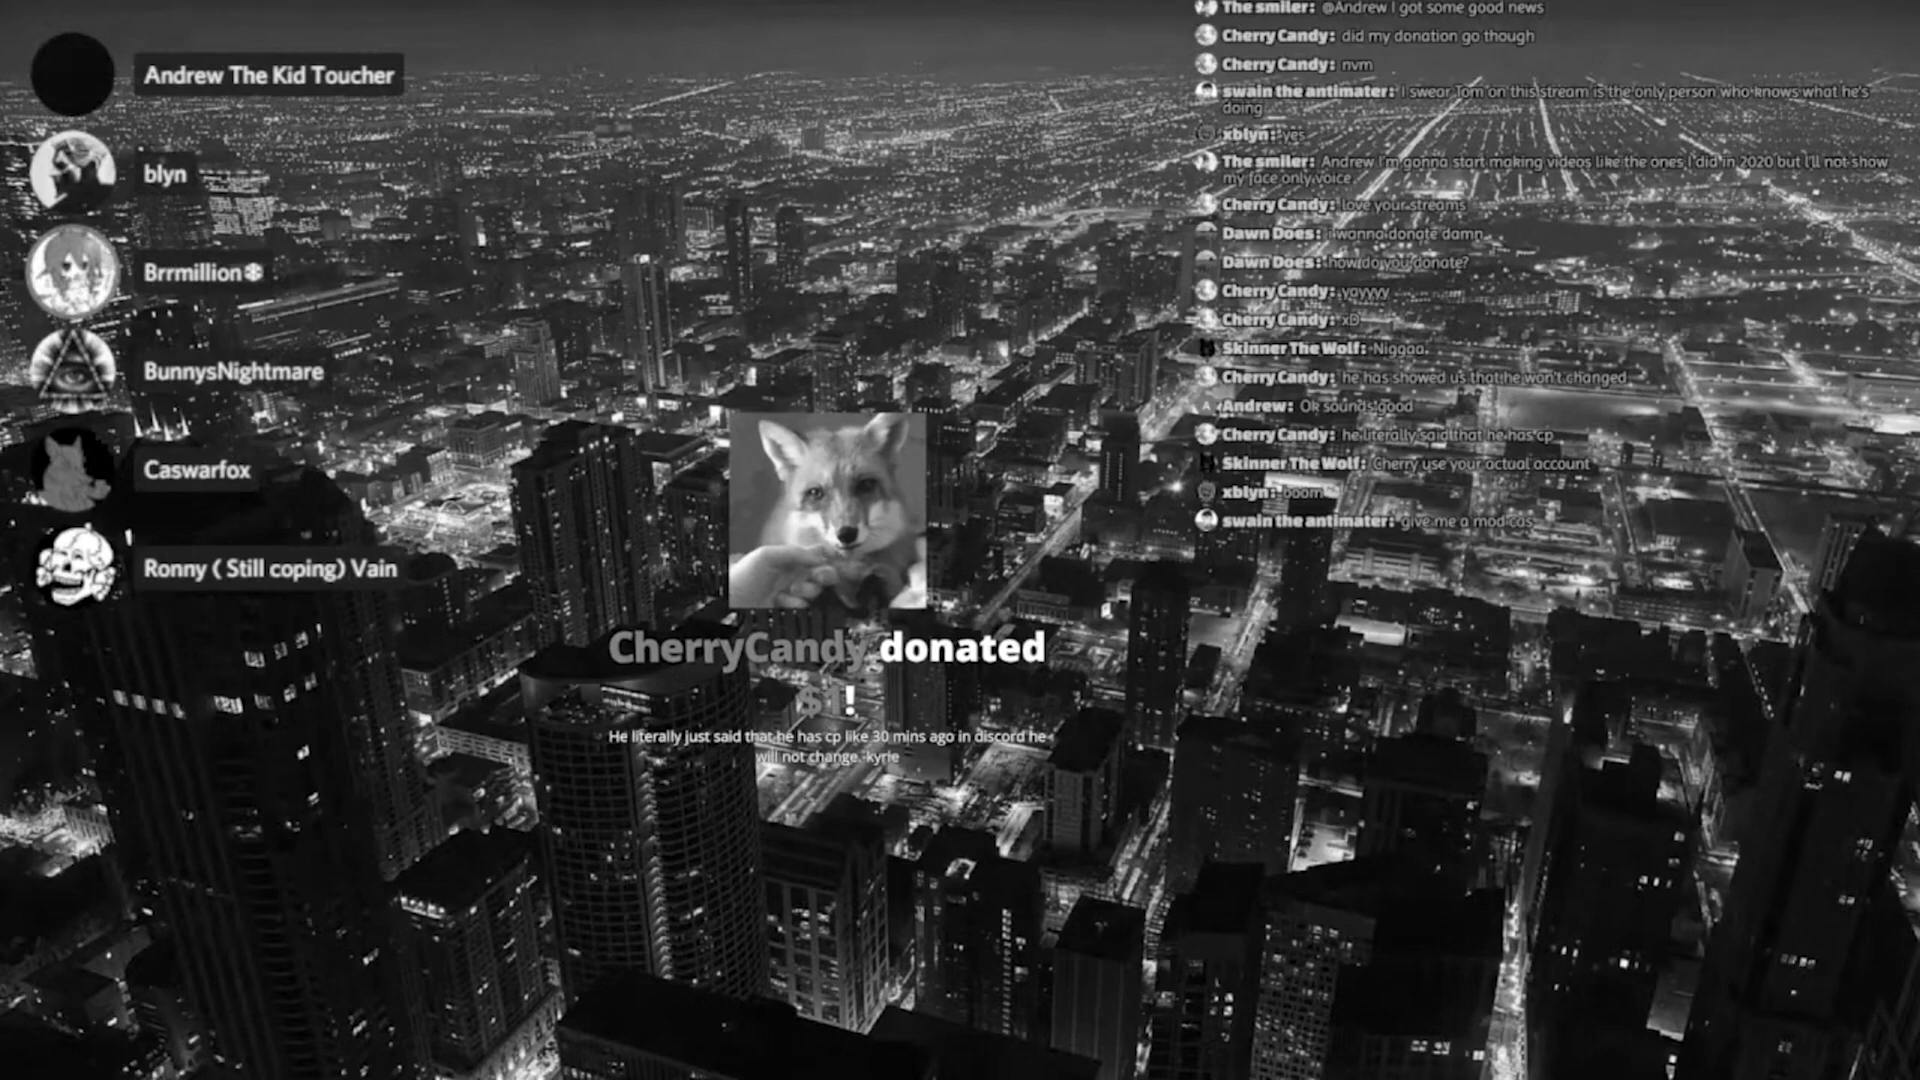 Andrew The Kid Toucher
blyn
Brrmillion❄
BunnysNightmare
Caswarfox
Ronny ( Still coping) Vain
The smiler: @Andrew I got some good news
Cherry Candy: did my donation go though
Cherry Candy: nvm
swain the antimater: I swear Tom on this stream is the only person who knows what he's
doing
xblyn: yes
The smiler: Andrew I'm gonna start making videos like the ones I did in 2020 but I'll not show
my face only voice
Cherry Candy: love your streams
Dawn Does: i wanna donate damn
Dawn Does: how do you donate?
Cherry Candy: yayyyy
Cherry Candy: xD
Skinner The Wolf: Niggaa
Cherry Candy: he has showed us that he won't changed
A Andrew: Ok sounds good
Cherry Candy: he literally said that he has cp
Skinner The Wolf: Cherry use your actual account
xblyn: boom
swain the antimater: give me a mod cas
CherryCandy donated
$1!
He literally just said that he has cp like 30 mins ago in discord he
will not change.-kyrie